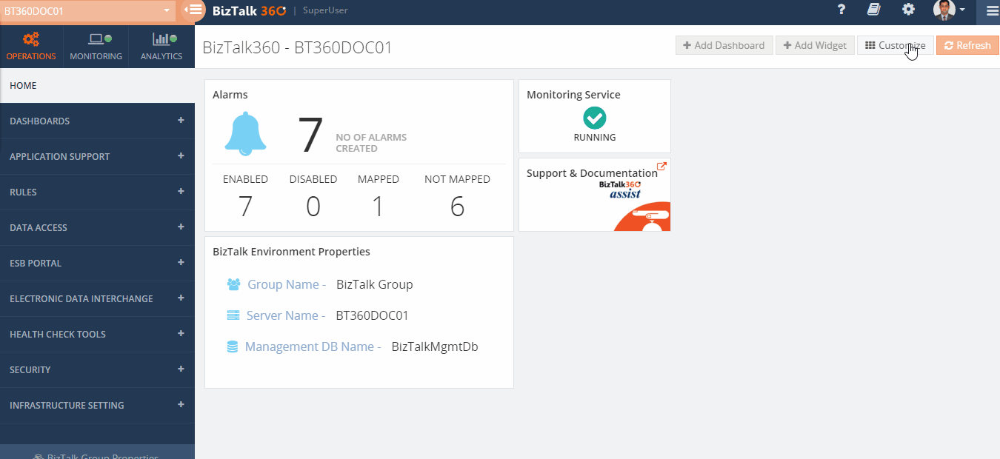 BT360DOC01
BizTalk 360 | SuperUser
?
OPERATIONS
MONITORING
ANALYTICS
BizTalk360 - BT360DOC01
+ Add Dashboard
+ Add Widget
Customize
Refresh
HOME
DASHBOARDS +
APPLICATION SUPPORT +
RULES +
DATA ACCESS +
ESB PORTAL +
ELECTRONIC DATA INTERCHANGE +
HEALTH CHECK TOOLS +
SECURITY +
INFRASTRUCTURE SETTING +
BizTalk Group Properties
Alarms
7
NO OF ALARMS
CREATED
ENABLED DISABLED MAPPED NOT MAPPED
7 0 1 6
Monitoring Service
RUNNING
Support & Documentation
BizTalk360
assist
BizTalk Environment Properties
Group Name - BizTalk Group
Server Name - BT360DOC01
Management DB Name - BizTalkMgmtDb